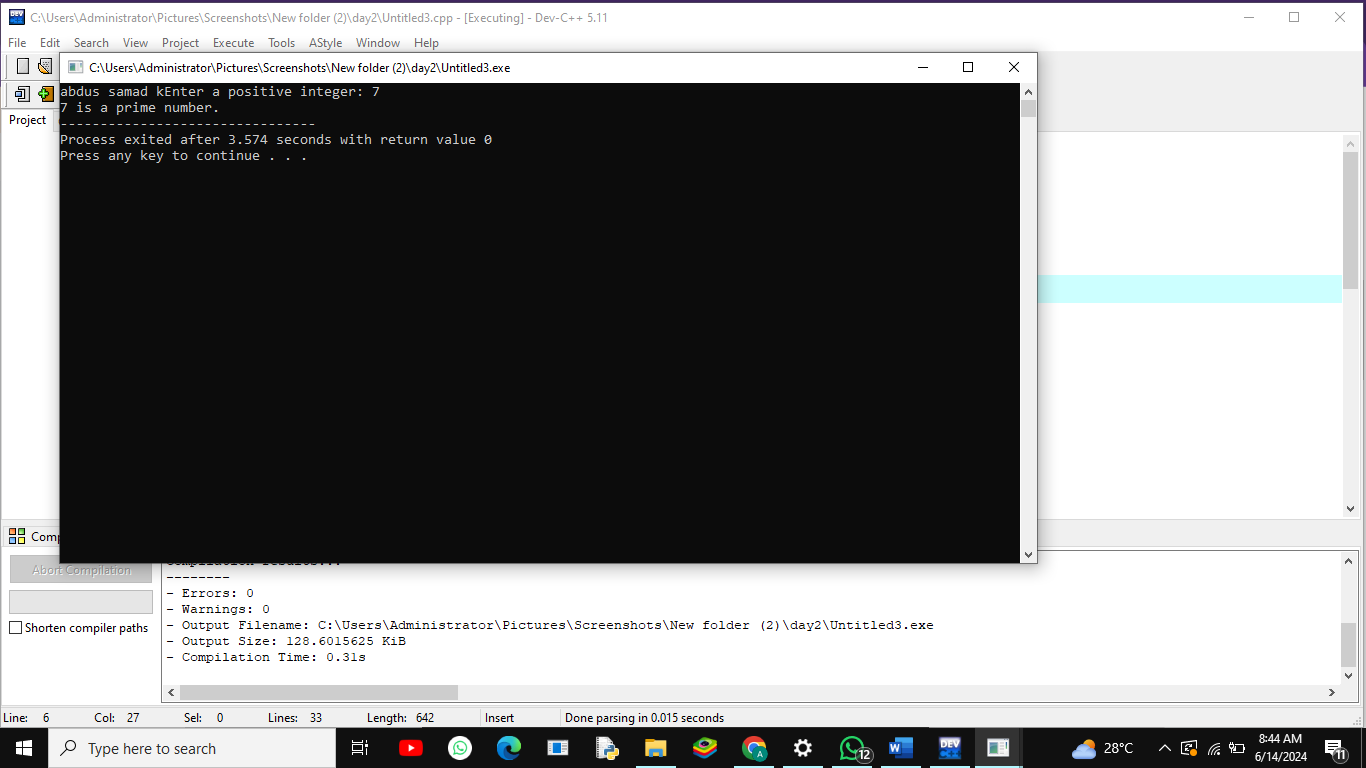 C:\Users\Administrator\Pictures\Screenshots\New folder (2)\day2\Untitled3.cpp - [Executing] - Dev-C++ 5.11
File Edit Search View Project Execute Tools AStyle Window Help
C:\Users\Administrator\Pictures\Screenshots\New folder (2)\day2\Untitled3.exe
abdus samad kEnter a positive integer: 7
7 is a prime number.
--------------------------------
Process exited after 3.574 seconds with return value 0
Press any key to continue . . .
Project
Abort Compilation
Shorten compiler paths
--------
- Errors: 0
- Warnings: 0
- Output Filename: C:\Users\Administrator\Pictures\Screenshots\New folder (2)\day2\Untitled3.exe
- Output Size: 128.6015625 KiB
- Compilation Time: 0.31s
Line: 6 Col: 27 Sel: 0 Lines: 33 Length: 642 Insert Done parsing in 0.015 seconds
Type here to search
DEV
12
28°C
8:44 AM
6/14/2024
11